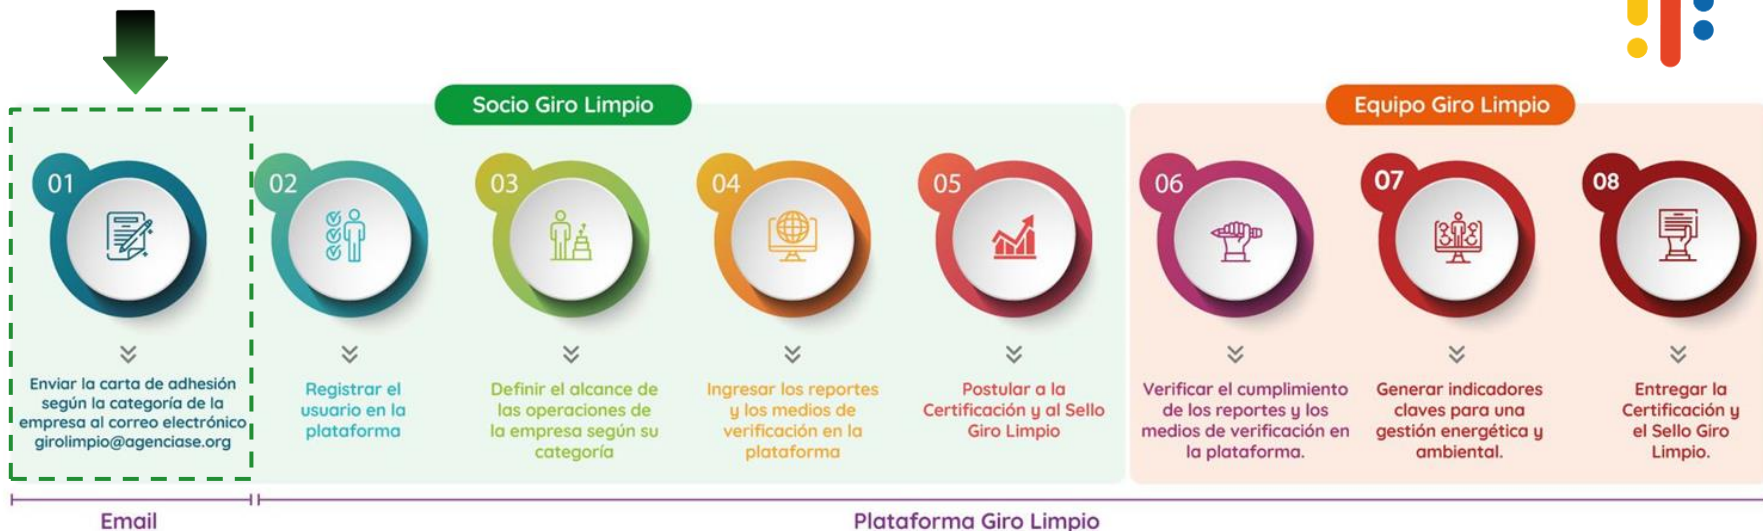 Socio Giro Limpio
Equipo Giro Limpio
01
Enviar la carta de adhesión
según la categoría de la
empresa al correo electrónico
girolimpio@agenciase.org
02
Registrar el
usuario en la
plataforma
03
Definir el alcance de
las operaciones de
la empresa según su
categoría
04
Ingresar los reportes
y los medios de
verificación en la
plataforma
05
Postular a la
Certificación y al Sello
Giro Limpio
06
Verificar el cumplimiento
de los reportes y los
medios de verificación en
la plataforma.
07
Generar indicadores
claves para una
gestión energética y
ambiental.
08
Entregar la
Certificación y
el Sello Giro
Limpio.
Email
Plataforma Giro Limpio